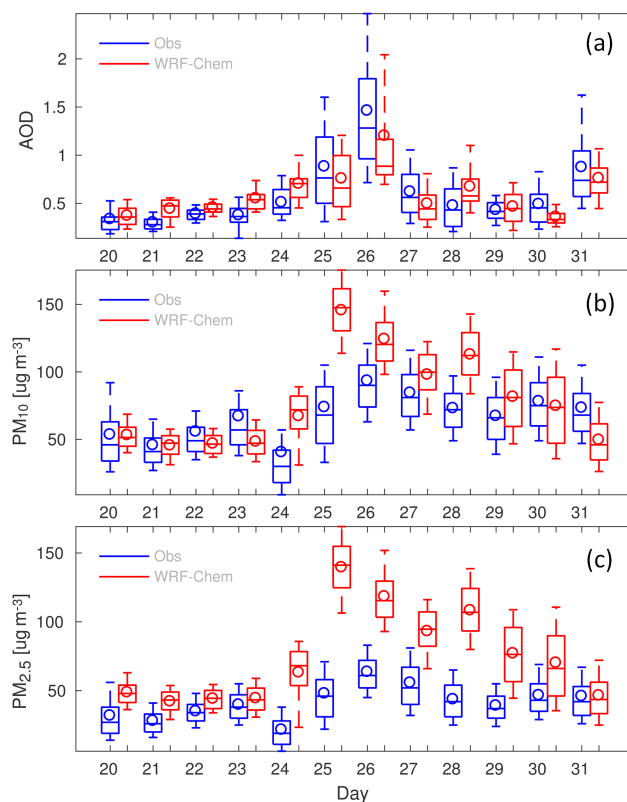 (a)
Obs
WRF-Chem
AOD
2
1.5
1
0.5
20 21 22 23 24 25 26 27 28 29 30 31
(b)
Obs
WRF-Chem
PM10 [ug m-3]
150
100
50
20 21 22 23 24 25 26 27 28 29 30 31
(c)
Obs
WRF-Chem
PM2.5 [ug m-3]
150
100
50
20 21 22 23 24 25 26 27 28 29 30 31
Day